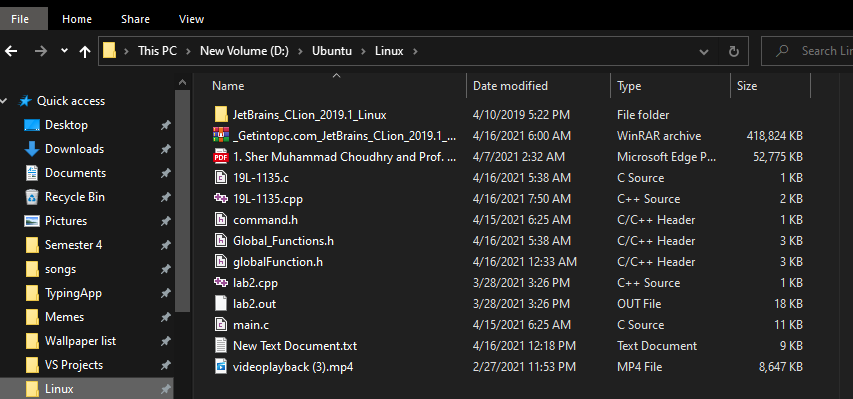 File Home Share View
This PC > New Volume (D:) > Ubuntu > Linux > Search Lin
Name Date modified Type Size
Quick access
Desktop
Downloads
Documents
Recycle Bin
Pictures
Semester 4
songs
TypingApp
Memes
Wallpaper list
VS Projects
Linux
JetBrains_CLion_2019.1_Linux 4/10/2019 5:22 PM File folder
_Getintopc.com_JetBrains_CLion_2019.1_... 4/16/2021 6:00 AM WinRAR archive 418,824 KB
1. Sher Muhammad Choudhry and Prof. ... 4/7/2021 2:32 AM Microsoft Edge P... 52,775 KB
19L-1135.c 4/16/2021 5:38 AM C Source 1 KB
19L-1135.cpp 4/16/2021 7:50 AM C++ Source 2 KB
command.h 4/15/2021 6:25 AM C/C++ Header 1 KB
Global_Functions.h 4/16/2021 5:38 AM C/C++ Header 3 KB
globalFunction.h 4/16/2021 12:33 AM C/C++ Header 3 KB
lab2.cpp 3/28/2021 3:26 PM C++ Source 1 KB
lab2.out 3/28/2021 3:26 PM OUT File 18 KB
main.c 4/15/2021 6:25 AM C Source 11 KB
New Text Document.txt 4/16/2021 12:18 PM Text Document 9 KB
videoplayback (3).mp4 2/27/2021 11:53 PM MP4 File 8,647 KB